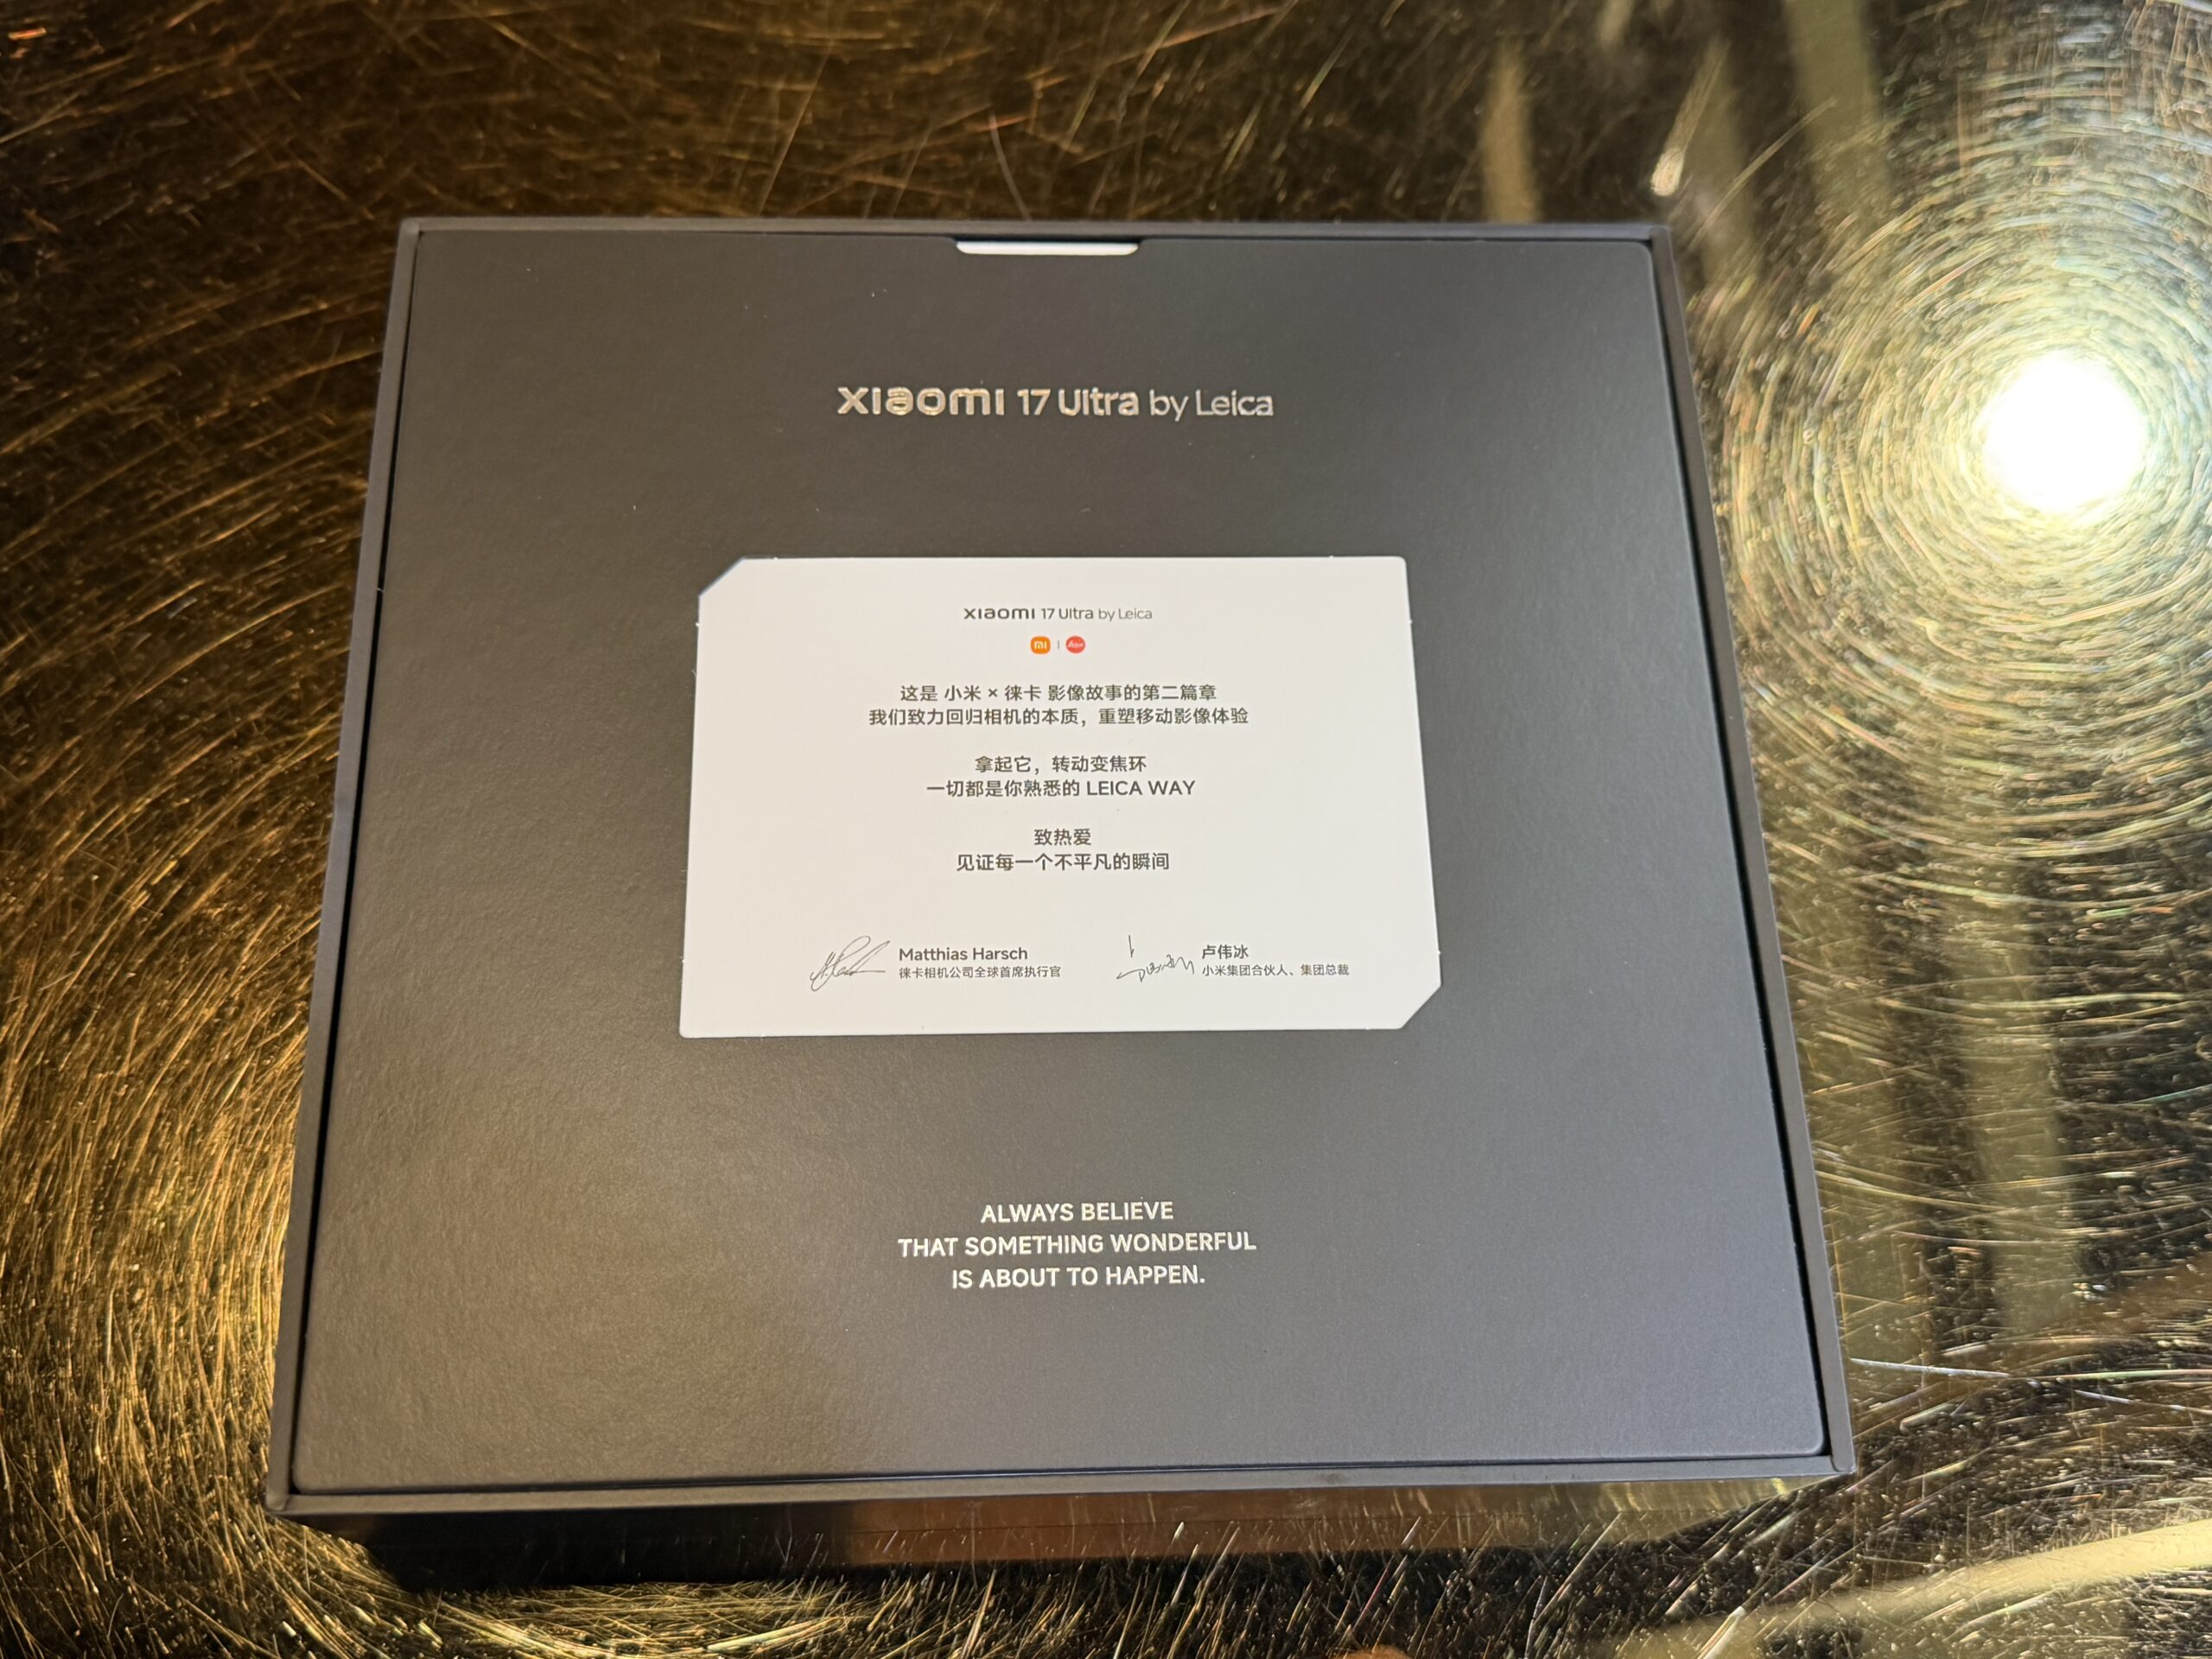 xiaomi 17 Ultra by Leica
xiaomi 17 Ultra by Leica
mi | Leica
这是 小米 × 徕卡 影像故事的第二篇章
我们致力回归相机的本质，重塑移动影像体验
拿起它，转动变焦环
一切都是你熟悉的 LEICA WAY
致热爱
见证每一个不平凡的瞬间
Matthias Harsch
徕卡相机公司全球首席执行官
卢伟冰
小米集团合伙人、集团总裁
ALWAYS BELIEVE
THAT SOMETHING WONDERFUL
IS ABOUT TO HAPPEN.